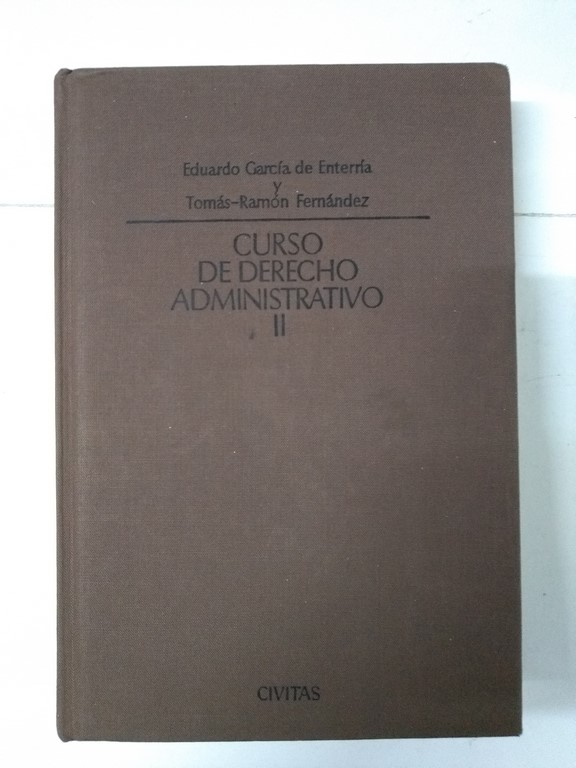 Eduardo García de Enterría
y
Tomás-Ramón Fernández
CURSO
DE DERECHO
ADMINISTRATIVO
II
CIVITAS